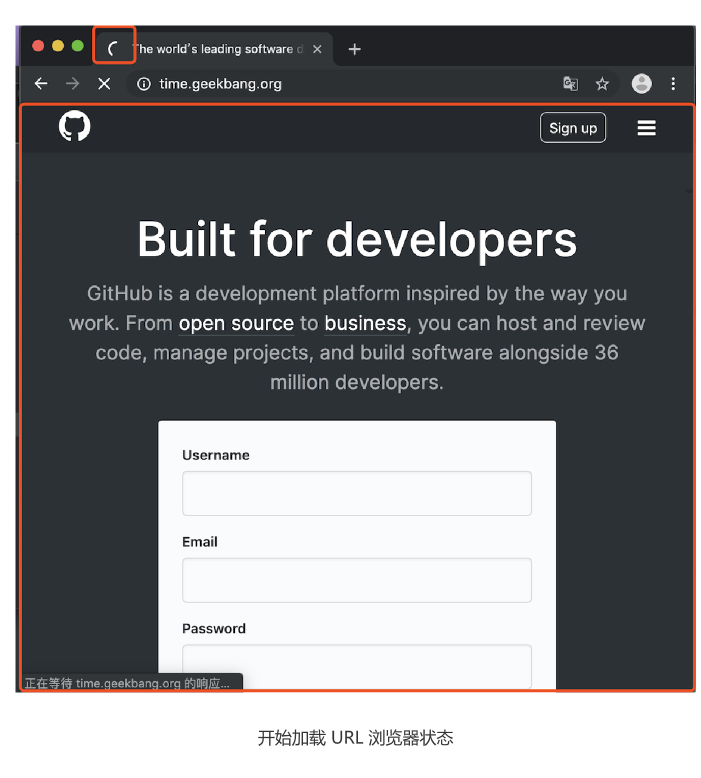 The world's leading software d
time.geekbang.org
Sign up
Built for developers
GitHub is a development platform inspired by the way you
work. From open source to business, you can host and review
code, manage projects, and build software alongside 36
million developers.
Username
Email
Password
正在等待 time.geekbang.org 的响应...
开始加载 URL 浏览器状态